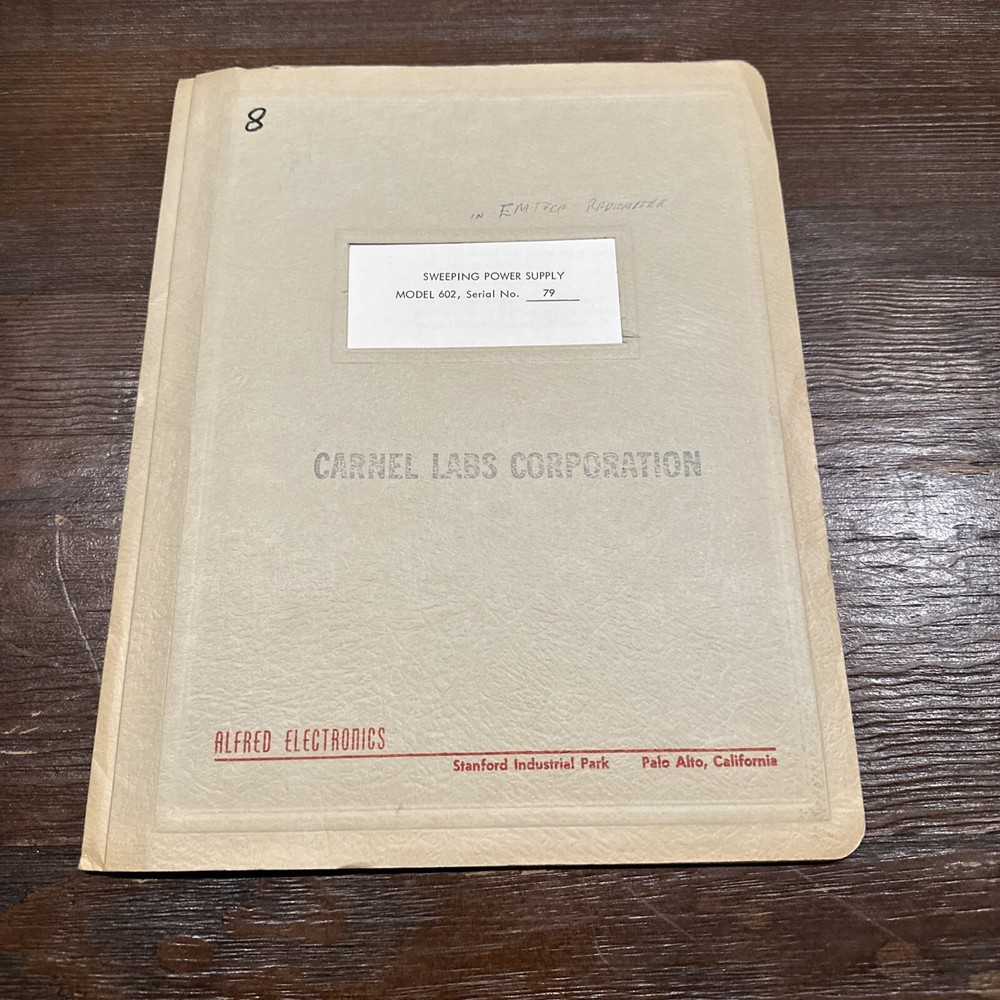 8
IN EMTECH RADIOMETER
SWEEPING POWER SUPPLY
MODEL 602, Serial No. 79
CARNEL LABS CORPORATION
ALFRED ELECTRONICS
Stanford Industrial Park Palo Alto, California